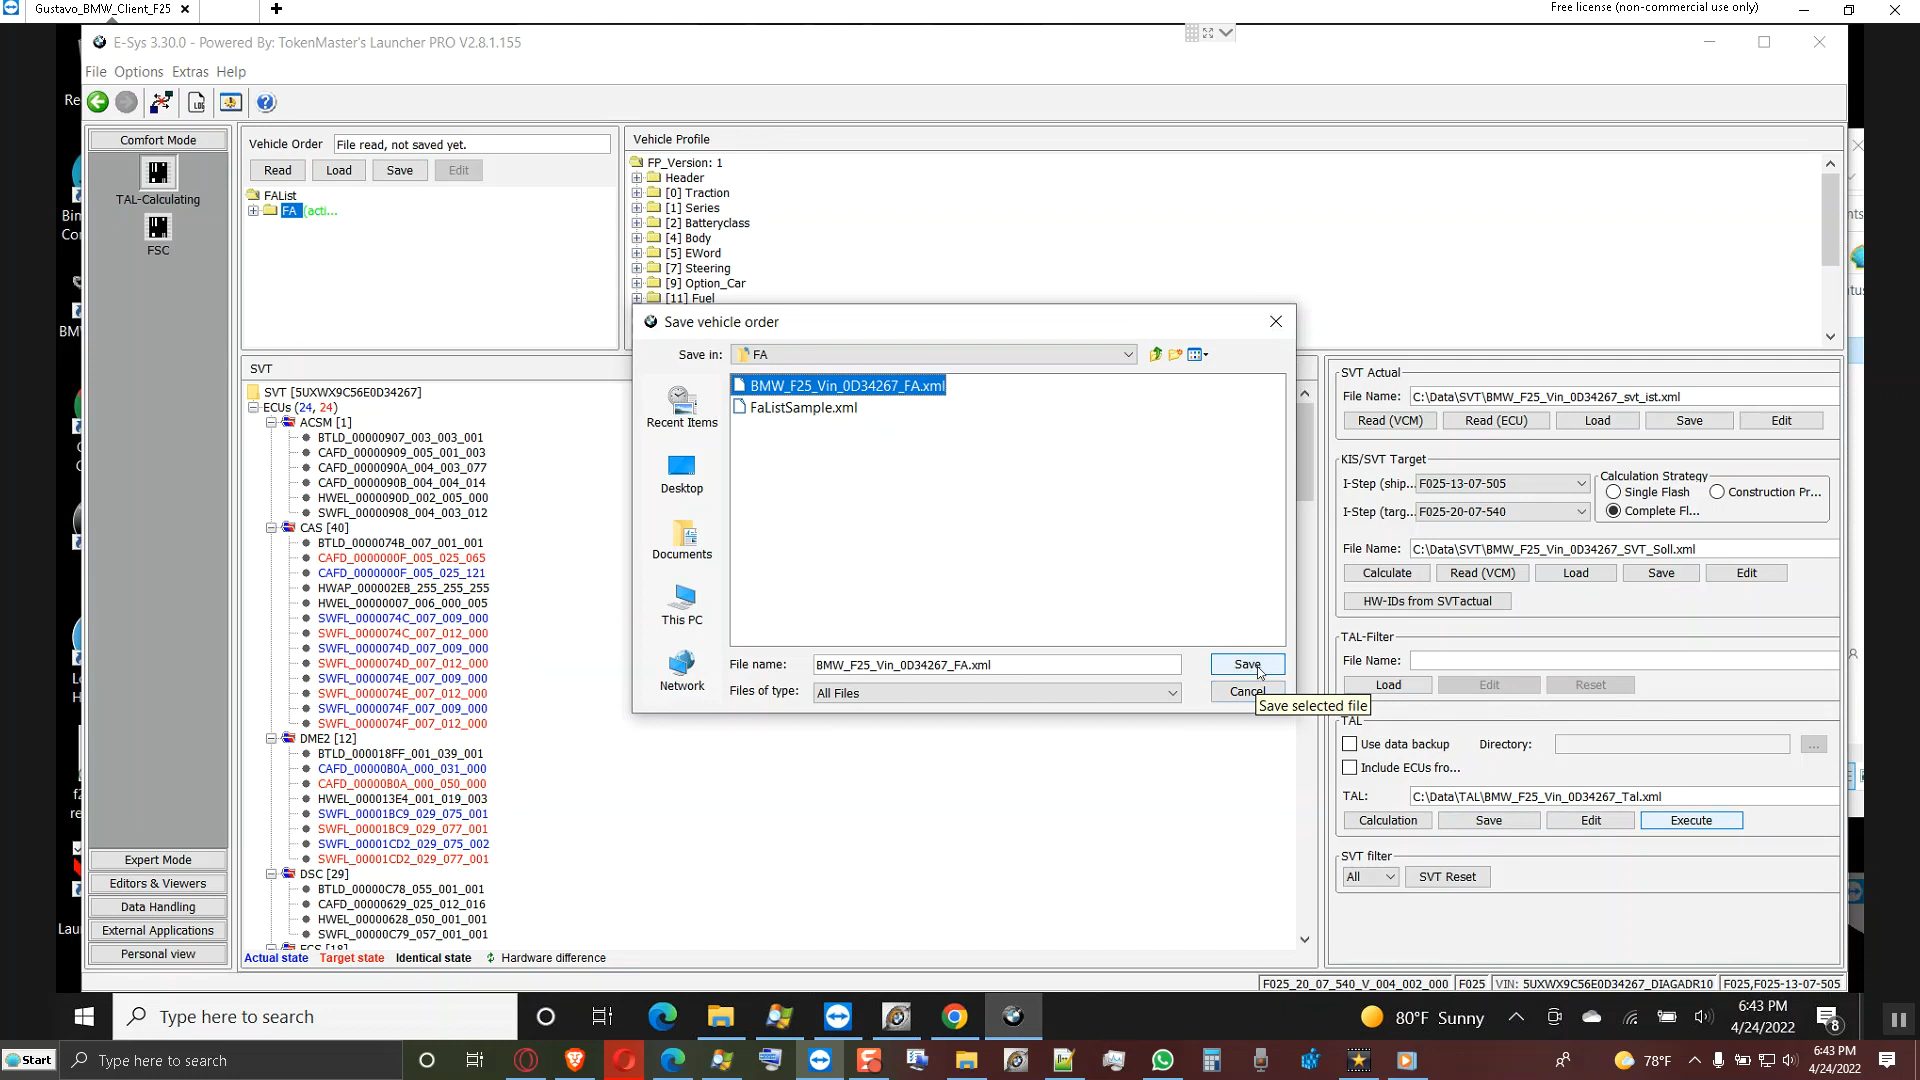 Gustavo_BMW_Client_F25
Free license (non-commercial use only)
E-Sys 3.30.0 - Powered By: TokenMaster's Launcher PRO V2.8.1.155
File Options Extras Help
Re
Comfort Mode
TAL-Calculating
FSC
Expert Mode
Editors & Viewers
Data Handling
External Applications
Personal view
Vehicle Order File read, not saved yet.
Read Load Save Edit
FAList
FA (acti...
Vehicle Profile
FP_Version: 1
Header
[0] Traction
[1] Series
[2] Batteryclass
[4] Body
[5] EWord
[7] Steering
[9] Option_Car
[11] Fuel
SVT
SVT [5UXWX9C56E0D34267]
ECUs (24, 24)
ACSM [1]
BTLD_00000907_003_003_001
CAFD_00000909_005_001_003
CAFD_0000090A_004_003_077
CAFD_0000090B_004_004_014
HWEL_0000090D_002_005_000
SWFL_00000908_004_003_012
CAS [40]
BTLD_0000074B_007_001_001
CAFD_0000000F_005_025_065
CAFD_0000000F_005_025_121
HWAP_000002EB_255_255_255
HWEL_00000007_006_000_005
SWFL_0000074C_007_009_000
SWFL_0000074C_007_012_000
SWFL_0000074D_007_009_000
SWFL_0000074D_007_012_000
SWFL_0000074E_007_009_000
SWFL_0000074E_007_012_000
SWFL_0000074F_007_009_000
SWFL_0000074F_007_012_000
DME2 [12]
BTLD_000018FF_001_039_001
CAFD_00000B0A_000_031_000
CAFD_00000B0A_000_050_000
HWEL_000013E4_001_019_003
SWFL_00001BC9_029_075_001
SWFL_00001BC9_029_077_001
SWFL_00001CD2_029_075_002
SWFL_00001CD2_029_077_001
DSC [29]
BTLD_00000C78_055_001_001
CAFD_00000629_025_012_016
HWEL_00000628_050_001_001
SWFL_00000C79_057_001_001
Actual state Target state Identical state Hardware difference
Save vehicle order
Save in: FA
BMW_F25_Vin_0D34267_FA.xml
FaListSample.xml
Recent Items
Desktop
Documents
This PC
Network
File name: BMW_F25_Vin_0D34267_FA.xml
Save
Files of type: All Files
Cancel
Save selected file
SVT Actual
File Name: C:\Data\SVT\BMW_F25_Vin_0D34267_svt_ist.xml
Read (VCM) Read (ECU) Load Save Edit
KIS/SVT Target
I-Step (ship... F025-13-07-505
I-Step (targ... F025-20-07-540
Calculation Strategy
Single Flash Construction Pr...
Complete Fl...
File Name: C:\Data\SVT\BMW_F25_Vin_0D34267_SVT_Soll.xml
Calculate Read (VCM) Load Save Edit
HW-IDs from SVTactual
TAL-Filter
File Name:
Load Edit Reset
TAL
Use data backup Directory: ...
Include ECUs fro...
TAL: C:\Data\TAL\BMW_F25_Vin_0D34267_Tal.xml
Calculation Save Edit Execute
SVT filter
All SVT Reset
F025_20_07_540_V_004_002_000 F025 VIN: 5UXWX9C56E0D34267_DIAGADR10 F025,F025-13-07-505
Type here to search
80°F Sunny
6:43 PM
4/24/2022
8
Start
Type here to search
78°F
6:43 PM
4/24/2022